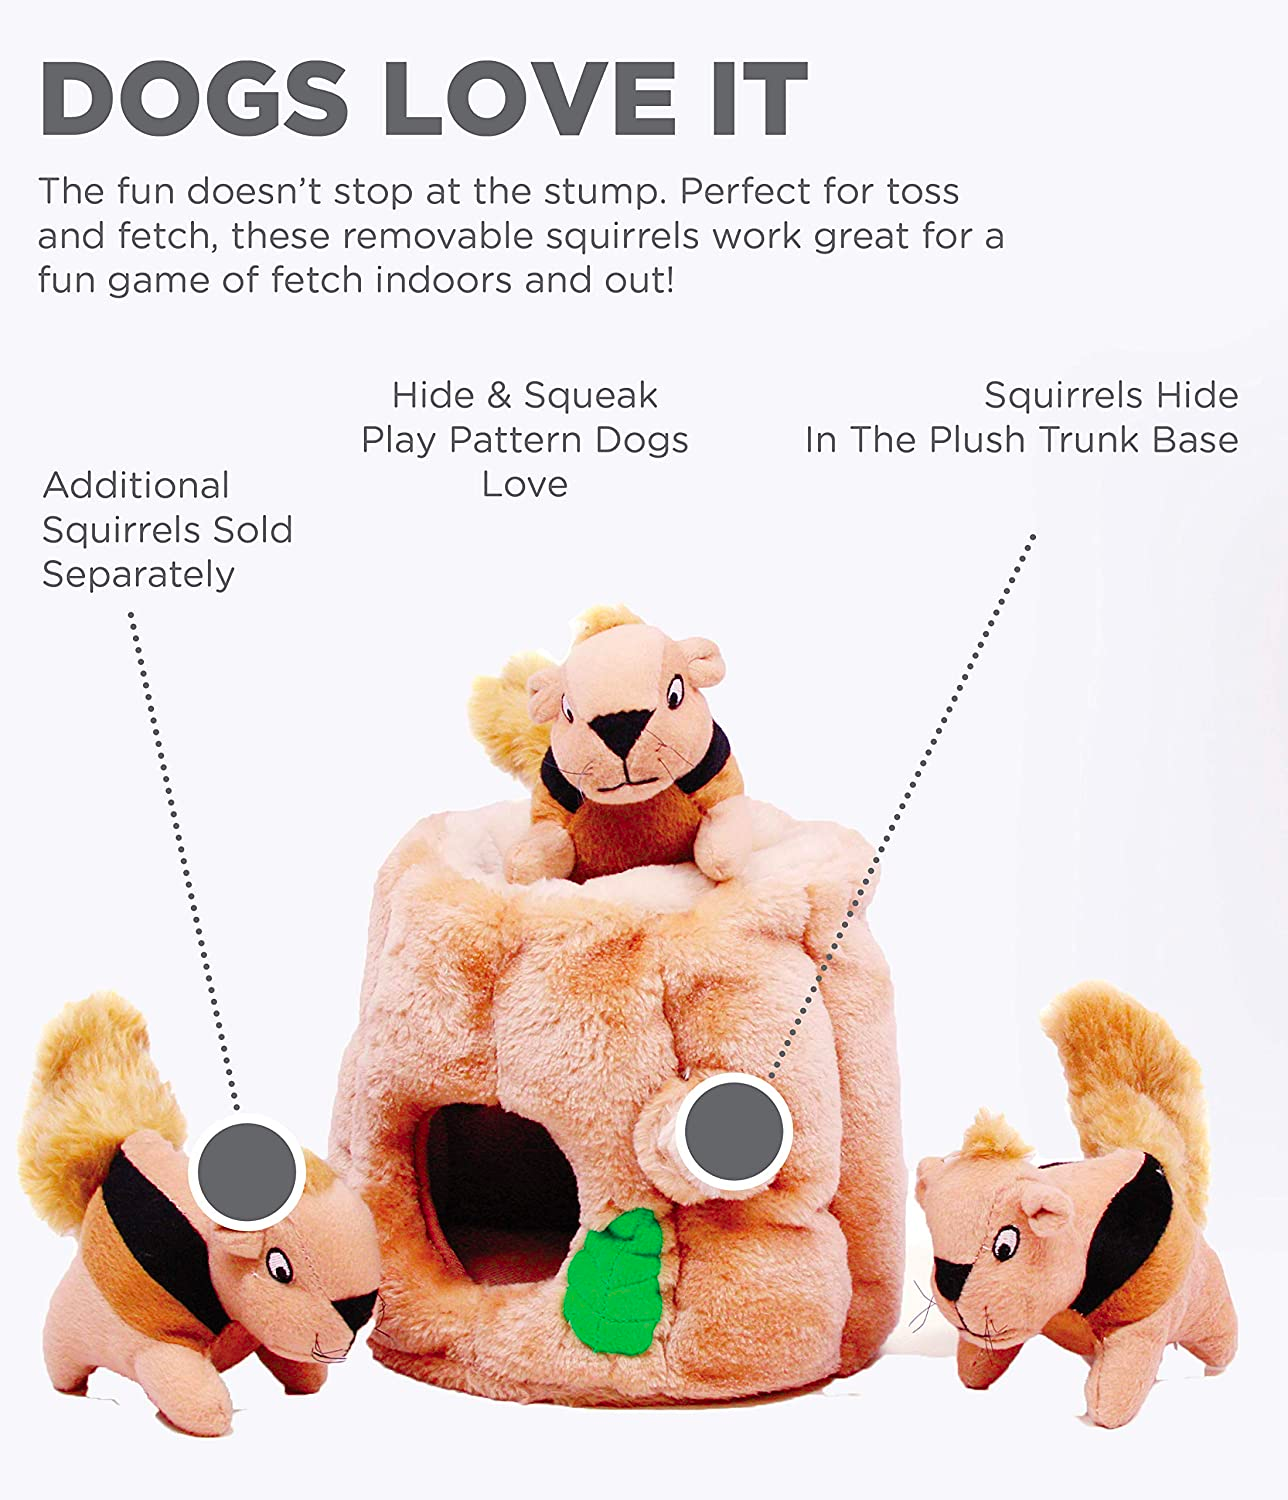 DOGS LOVE IT
The fun doesn’t stop at the stump. Perfect for toss
and fetch, these removable squirrels work great for a
fun game of fetch indoors and out!
Hide & Squeak
Play Pattern Dogs
Love
Squirrels Hide
In The Plush Trunk Base
Additional
Squirrels Sold
Separately